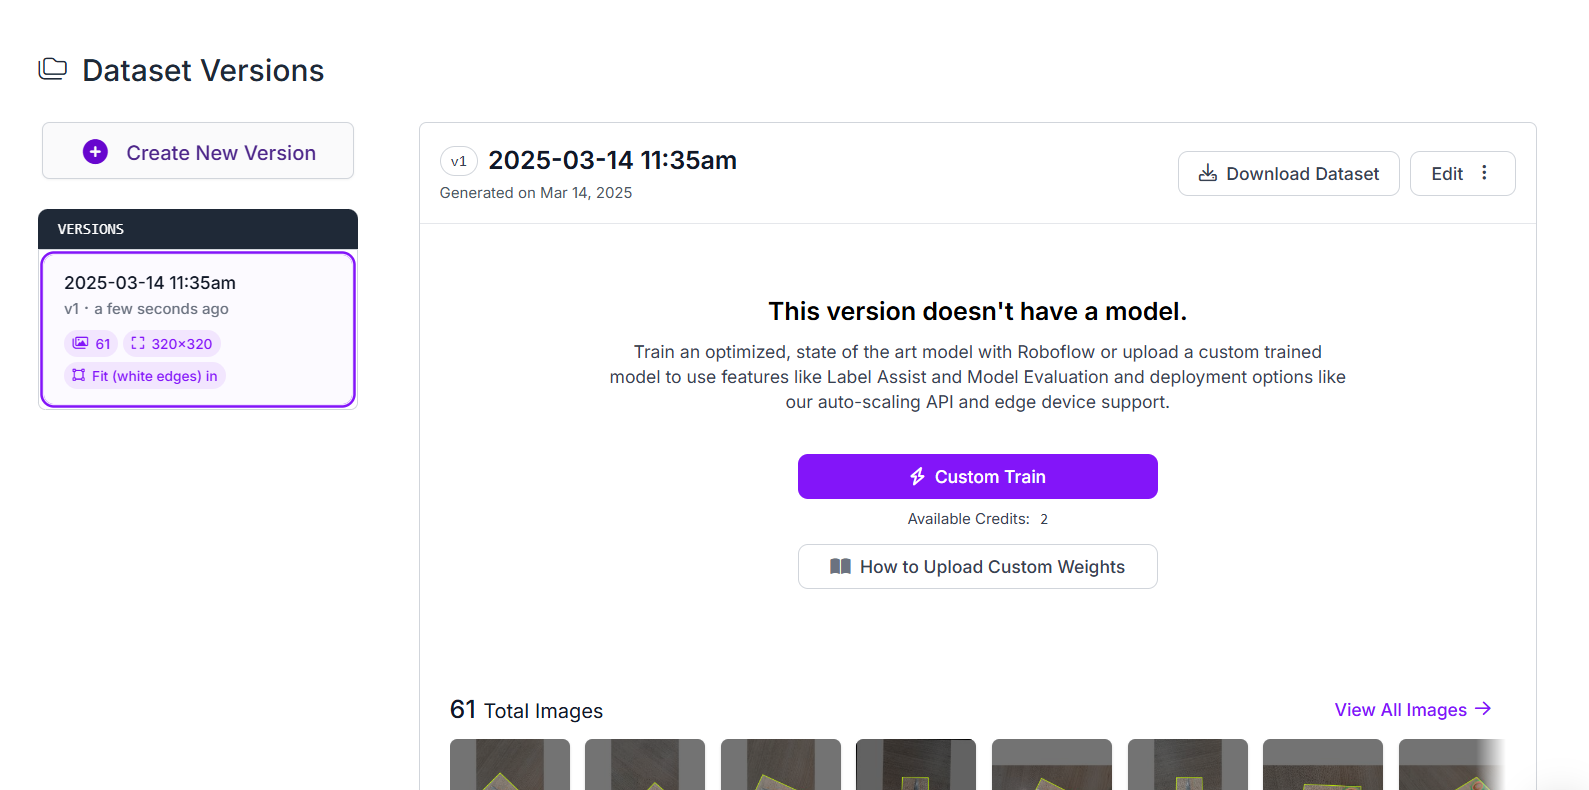 Dataset Versions
Create New Version
VERSIONS
2025-03-14 11:35am
v1 · a few seconds ago
61 320×320
Fit (white edges) in
v1 2025-03-14 11:35am
Generated on Mar 14, 2025
Download Dataset
Edit
This version doesn't have a model.
Train an optimized, state of the art model with Roboflow or upload a custom trained
model to use features like Label Assist and Model Evaluation and deployment options like
our auto-scaling API and edge device support.
Custom Train
Available Credits: 2
How to Upload Custom Weights
61 Total Images
View All Images